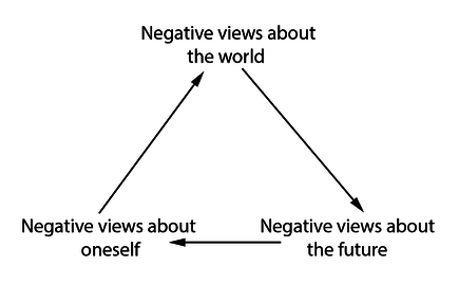 Negative views about
the world
Negative views about
oneself
Negative views about
the future